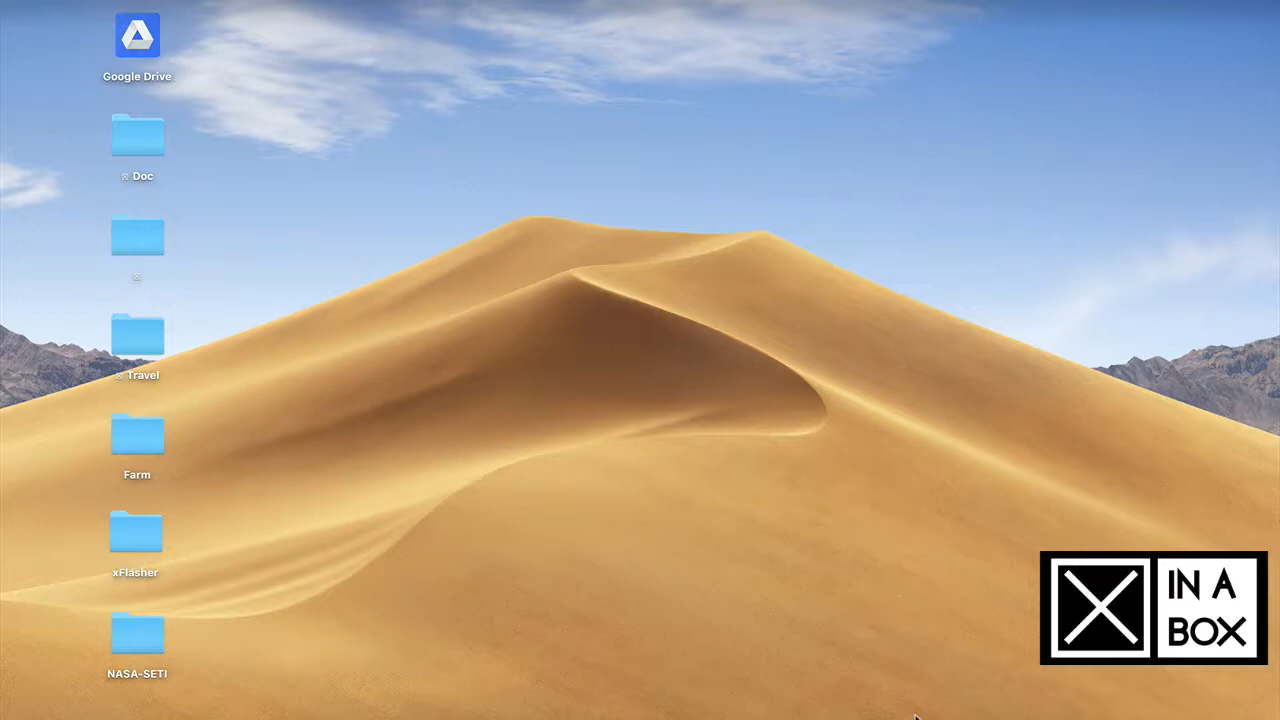 Google Drive
Doc
Travel
Farm
xFlasher
NASA-SETI
IN A
BOX